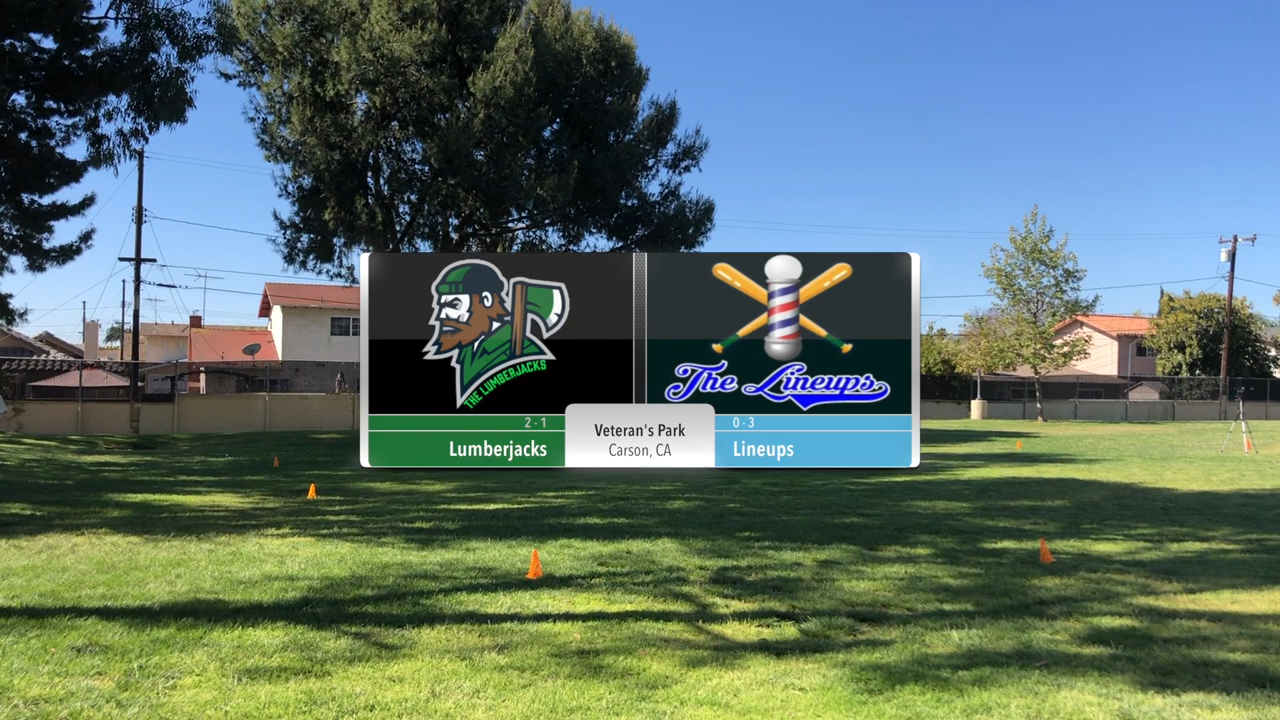 THE LUMBERJACKS
The Lineups
2 - 1
0 - 3
Lumberjacks
Veteran's Park
Carson, CA
Lineups